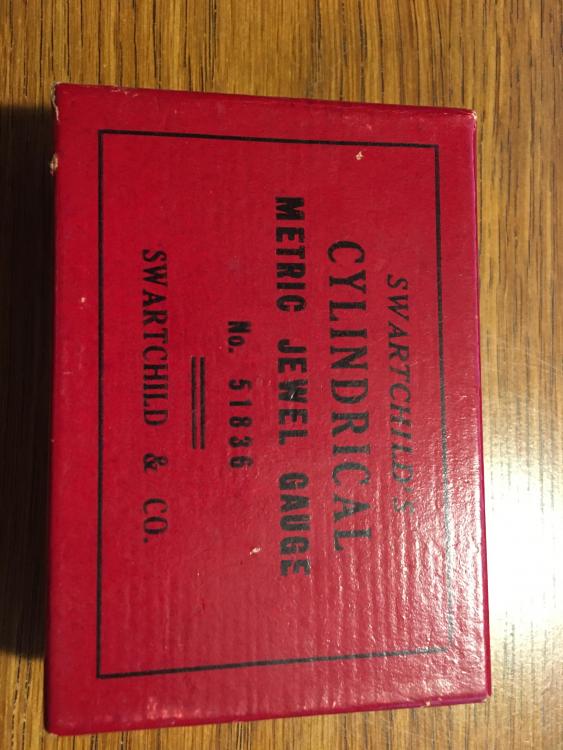 SWARTCHILD'S
CYLINDRICAL
METRIC JEWEL GAUGE
No. 51836
SWARTCHILD & CO.